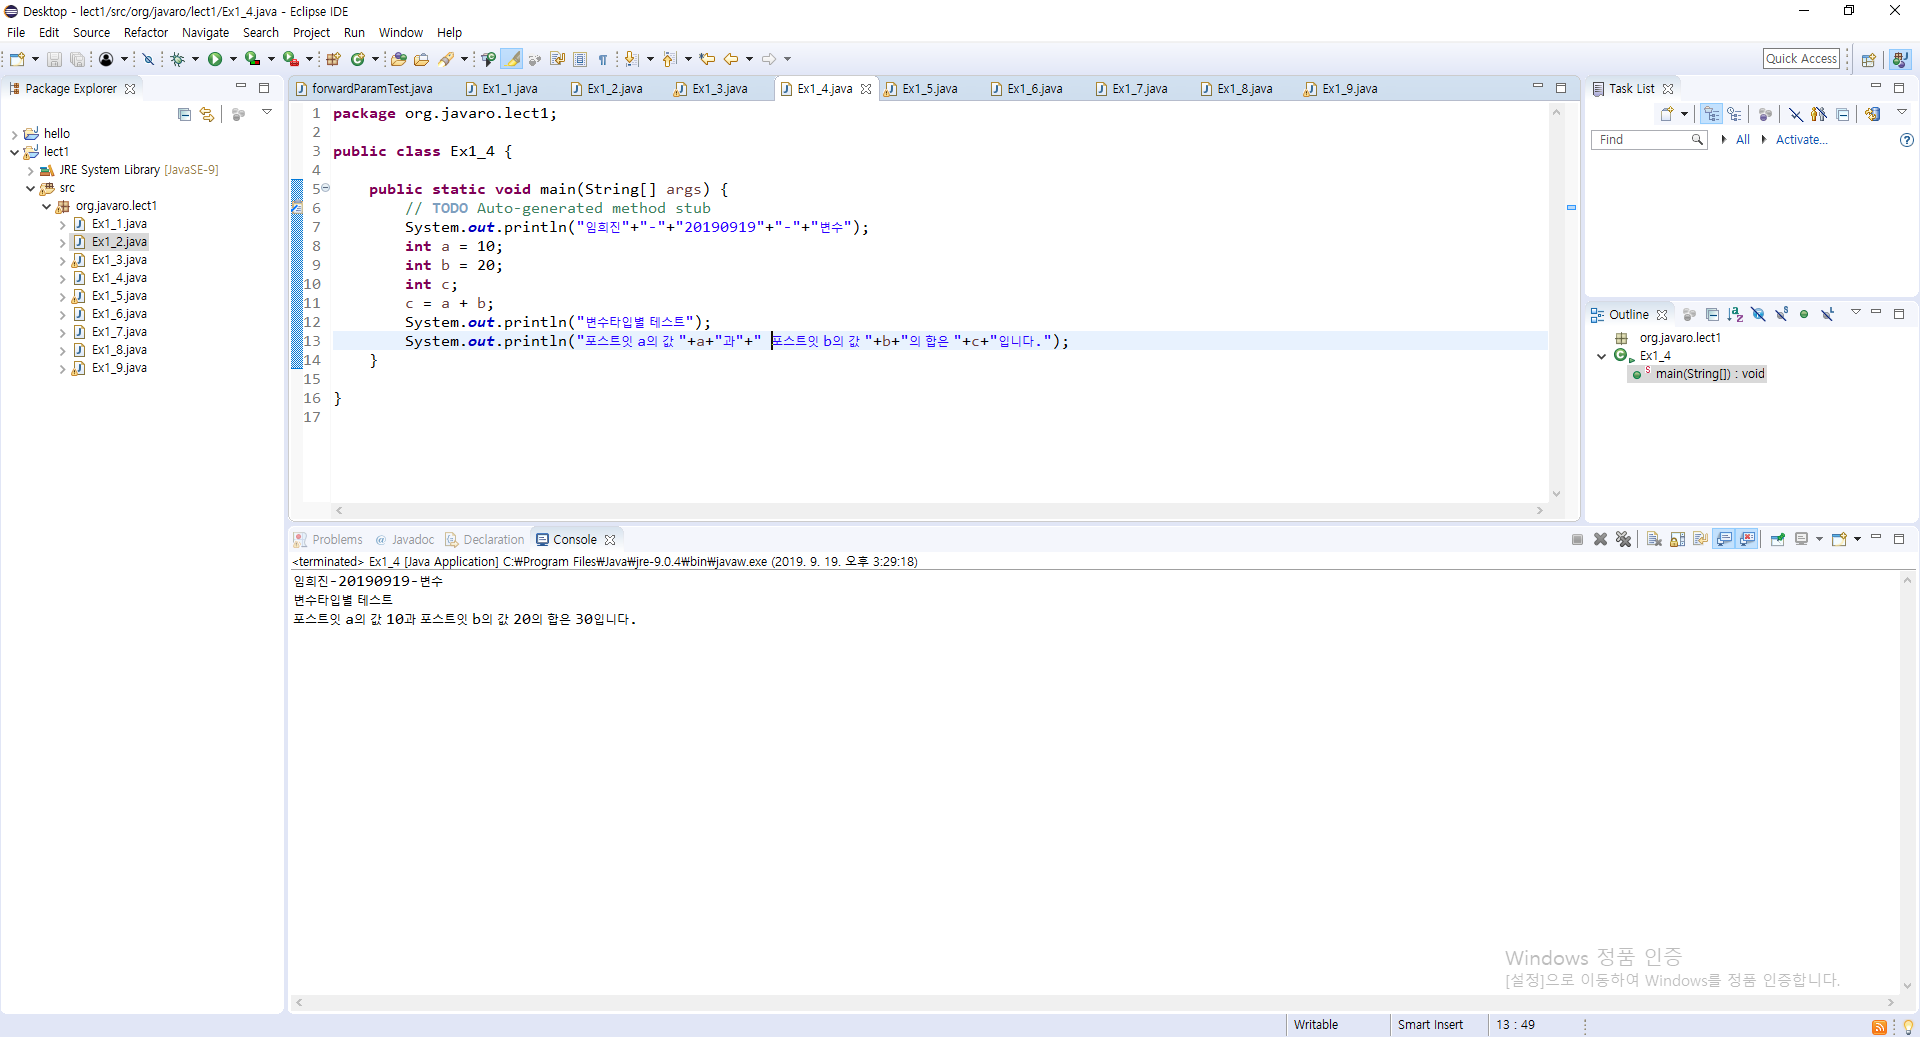 Desktop - lect1/src/org/javaro/lect1/Ex1_4.java - Eclipse IDE
File Edit Source Refactor Navigate Search Project Run Window Help
Quick Access
Package Explorer
hello
lect1
JRE System Library [JavaSE-9]
src
org.javaro.lect1
Ex1_1.java
Ex1_2.java
Ex1_3.java
Ex1_4.java
Ex1_5.java
Ex1_6.java
Ex1_7.java
Ex1_8.java
Ex1_9.java
forwardParamTest.java Ex1_1.java Ex1_2.java Ex1_3.java Ex1_4.java Ex1_5.java Ex1_6.java Ex1_7.java Ex1_8.java Ex1_9.java
1 package org.javaro.lect1;
2
3 public class Ex1_4 {
4
5 public static void main(String[] args) {
6 // TODO Auto-generated method stub
7 System.out.println("임희진"+"-"+"20190919"+"-"+"변수");
8 int a = 10;
9 int b = 20;
10 int c;
11 c = a + b;
12 System.out.println("변수타입별 테스트");
13 System.out.println("포스트잇 a의 값 "+a+"과"+" 포스트잇 b의 값 "+b+"의 합은 "+c+"입니다.");
14 }
15
16 }
17
Task List
Find All Activate...
Outline
org.javaro.lect1
Ex1_4
main(String[]) : void
Problems @ Javadoc Declaration Console
<terminated> Ex1_4 [Java Application] C:₩Program Files₩Java₩jre-9.0.4₩bin₩javaw.exe (2019. 9. 19. 오후 3:29:18)
임희진-20190919-변수
변수타입별 테스트
포스트잇 a의 값 10과 포스트잇 b의 값 20의 합은 30입니다.
Windows 정품 인증
[설정]으로 이동하여 Windows를 정품 인증합니다.
Writable Smart Insert 13 : 49